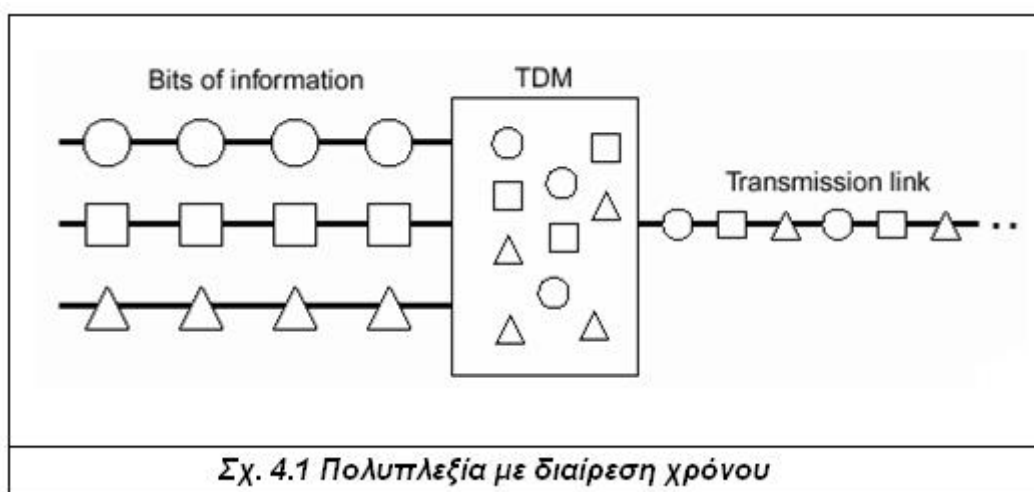 Bits of information
TDM
Transmission link
Σχ. 4.1 Πολυπλεξία με διαίρεση χρόνου